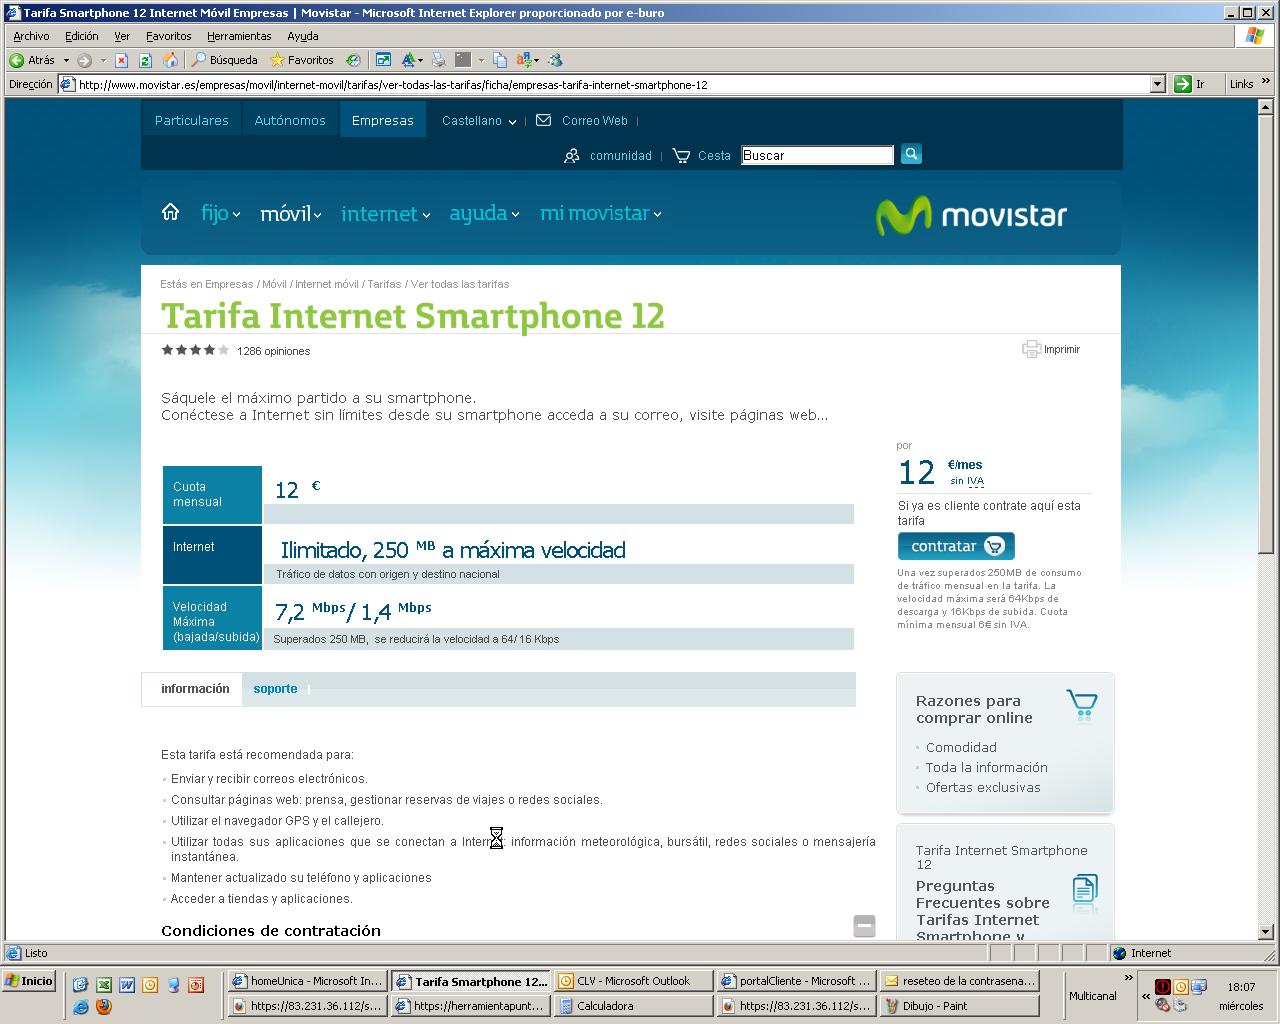 Tarifa Smartphone 12 Internet Móvil Empresas | Movistar - Microsoft Internet Explorer proporcionado por e-buro
Archivo Edición Ver Favoritos Herramientas Ayuda
Atrás Búsqueda Favoritos
Dirección http://www.movistar.es/empresas/movil/internet-movil/tarifas/ver-todas-las-tarifas/ficha/empresas-tarifa-internet-smartphone-12 Ir Links »
Particulares Autónomos Empresas Castellano | Correo Web |
comunidad | Cesta Buscar
fijo móvil internet ayuda mi movistar movistar
Estás en Empresas / Móvil / Internet móvil / Tarifas / Ver todas las tarifas
Tarifa Internet Smartphone 12
1286 opiniones Imprimir
Sáquele el máximo partido a su smartphone.
Conéctese a Internet sin límites desde su smartphone acceda a su correo, visite páginas web...
Cuota mensual
12 €
Internet
Ilimitado, 250 MB a máxima velocidad
Tráfico de datos con origen y destino nacional
Velocidad
Máxima
(bajada/subida)
7,2 Mbps/ 1,4 Mbps
Superados 250 MB, se reducirá la velocidad a 64/ 16 Kbps
por
12 €/mes
sin IVA
Si ya es cliente contrate aquí esta
tarifa
contratar
Una vez superados 250MB de consumo
de tráfico mensual en la tarifa. La
velocidad máxima será 64Kbps de
descarga y 16Kbps de subida. Cuota
mínima mensual 6€ sin IVA.
información soporte
Esta tarifa está recomendada para:
Enviar y recibir correos electrónicos.
Consultar páginas web: prensa, gestionar reservas de viajes o redes sociales.
Utilizar el navegador GPS y el callejero.
Utilizar todas sus aplicaciones que se conectan a Internet: información meteorológica, bursátil, redes sociales o mensajería
instantánea.
Mantener actualizado su teléfono y aplicaciones
Acceder a tiendas y aplicaciones.
Condiciones de contratación
Razones para
comprar online
Comodidad
Toda la información
Ofertas exclusivas
Tarifa Internet Smartphone
12
Preguntas
Frecuentes sobre
Tarifas Internet
Smartphone y
Listo Internet
Inicio homeUnica - Microsoft In... Tarifa Smartphone 12... CLV - Microsoft Outlook portalCliente - Microsoft ... reseteo de la contrasena... » « 18:07
https://83.231.36.112/s... https://herramientapunt... Calculadora https://83.231.36.112/s... Dibujo - Paint Multicanal miércoles